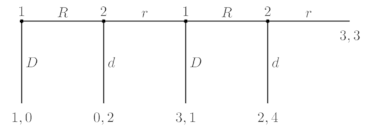 1 R 2 r 1 R 2 r
3, 3
D d D d
1, 0 0, 2 3, 1 2, 4